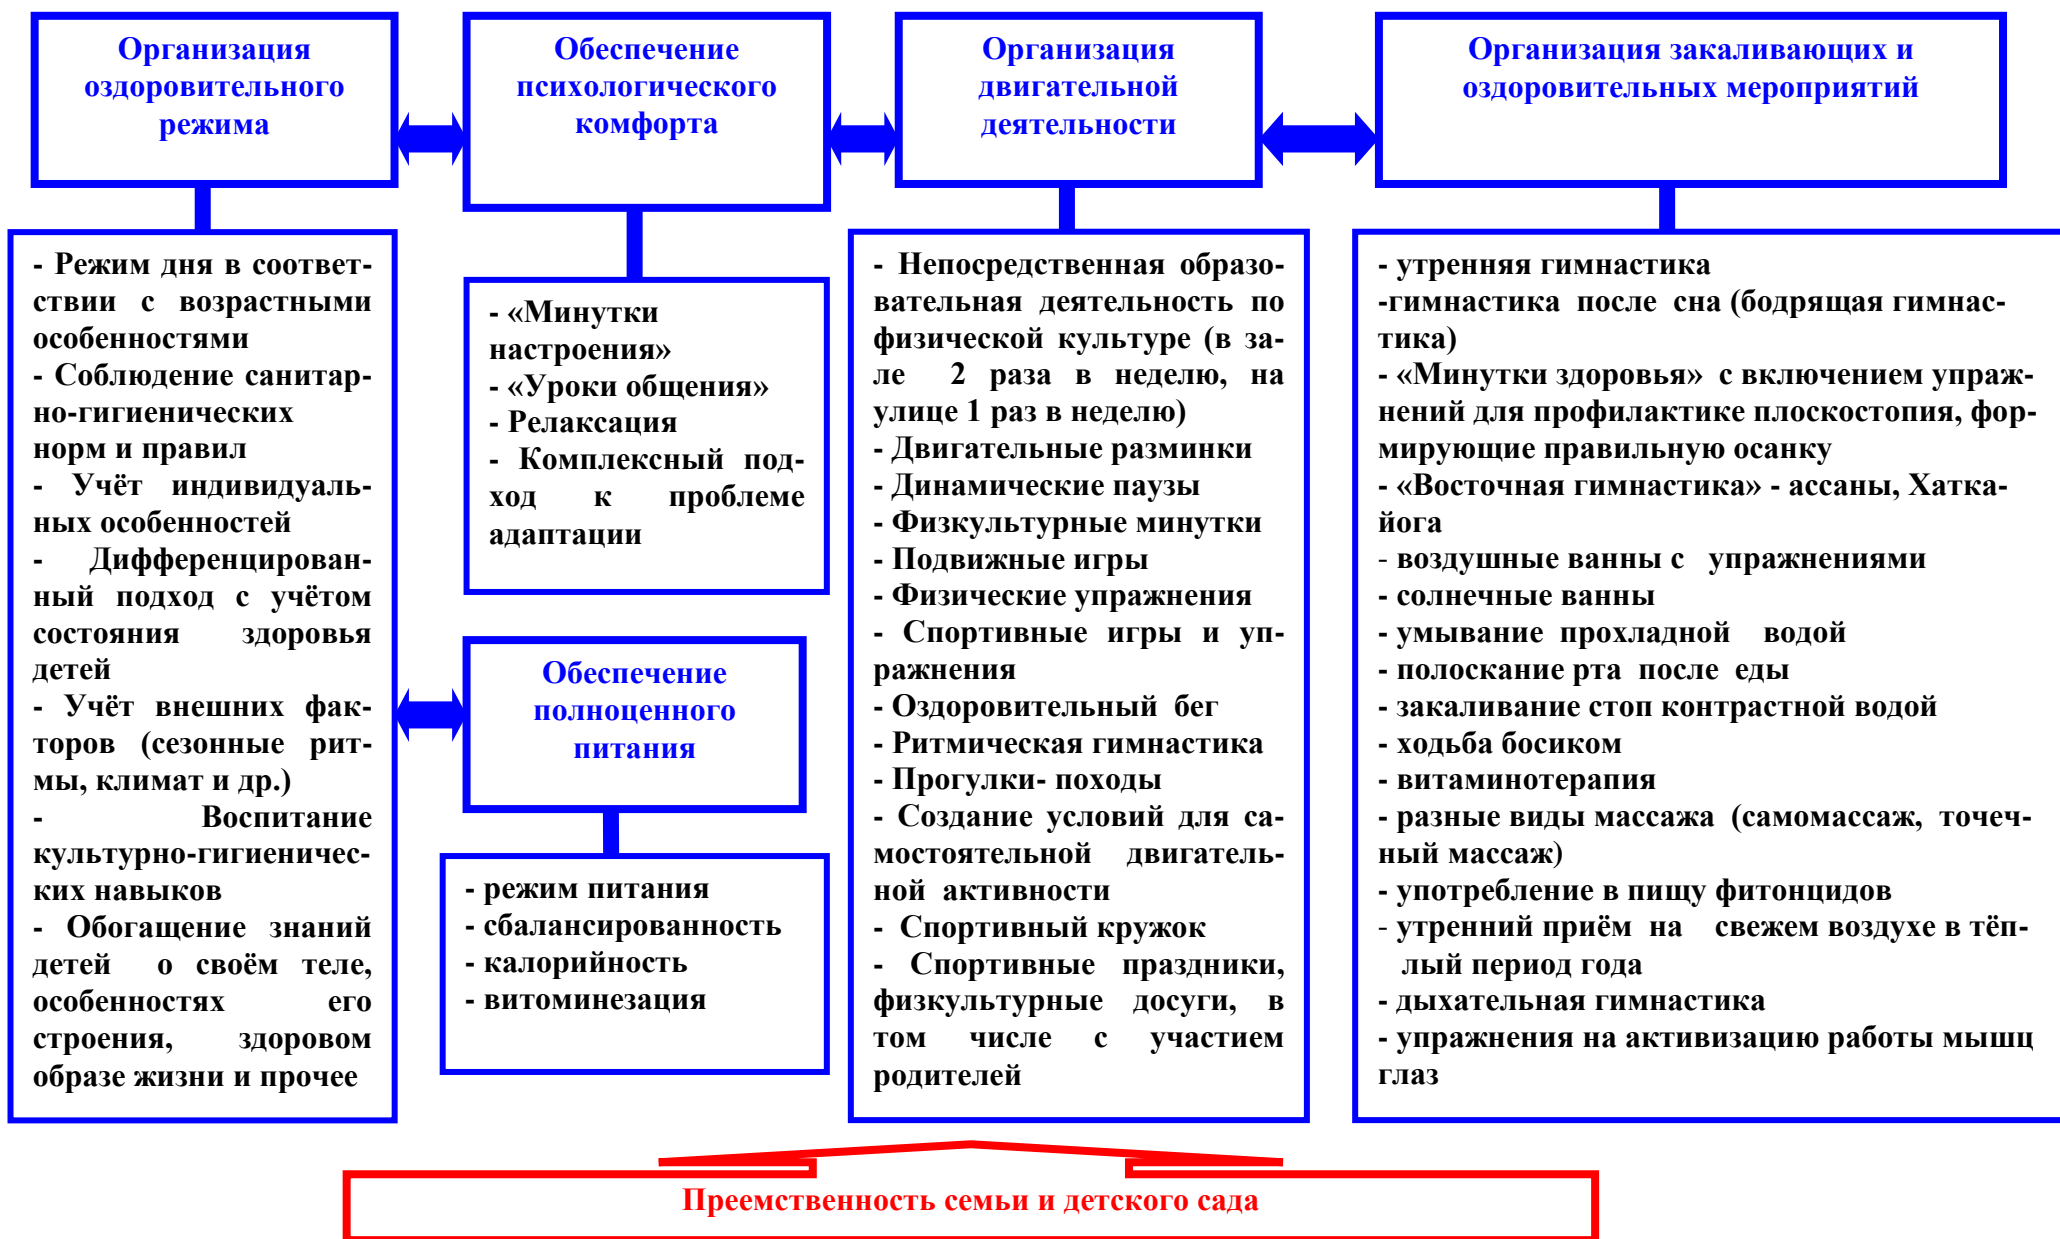 Организация
оздоровительного
режима
Обеспечение
психологического
комфорта
Организация
двигательной
деятельности
Организация закаливающих и
оздоровительных мероприятий
- Режим дня в соответ-
ствии с возрастными
особенностями
- Соблюдение санитар-
но-гигиенических
норм и правил
- Учёт индивидуаль-
ных особенностей
- Дифференцирован-
ный подход с учётом
состояния здоровья
детей
- Учёт внешних фак-
торов (сезонные рит-
мы, климат и др.)
- Воспитание
культурно-гигиеничес-
ких навыков
- Обогащение знаний
детей о своём теле,
особенностях его
строения, здоровом
образе жизни и прочее
- «Минутки
настроения»
- «Уроки общения»
- Релаксация
- Комплексный под-
ход к проблеме
адаптации
Обеспечение
полноценного
питания
- режим питания
- сбалансированность
- калорийность
- витоминезация
- Непосредственная образо-
вательная деятельность по
физической культуре (в за-
ле 2 раза в неделю, на
улице 1 раз в неделю)
- Двигательные разминки
- Динамические паузы
- Физкультурные минутки
- Подвижные игры
- Физические упражнения
- Спортивные игры и уп-
ражнения
- Оздоровительный бег
- Ритмическая гимнастика
- Прогулки- походы
- Создание условий для са-
мостоятельной двигатель-
ной активности
- Спортивный кружок
- Спортивные праздники,
физкультурные досуги, в
том числе с участием
родителей
- утренняя гимнастика
-гимнастика после сна (бодрящая гимнас-
тика)
- «Минутки здоровья» с включением упраж-
нений для профилактике плоскостопия, фор-
мирующие правильную осанку
- «Восточная гимнастика» - ассаны, Хатка-
йога
- воздушные ванны с упражнениями
- солнечные ванны
- умывание прохладной водой
- полоскание рта после еды
- закаливание стоп контрастной водой
- ходьба босиком
- витаминотерапия
- разные виды массажа (самомассаж, точеч-
ный массаж)
- употребление в пищу фитонцидов
- утренний приём на свежем воздухе в тёп-
лый период года
- дыхательная гимнастика
- упражнения на активизацию работы мышц
глаз
Преемственность семьи и детского сада